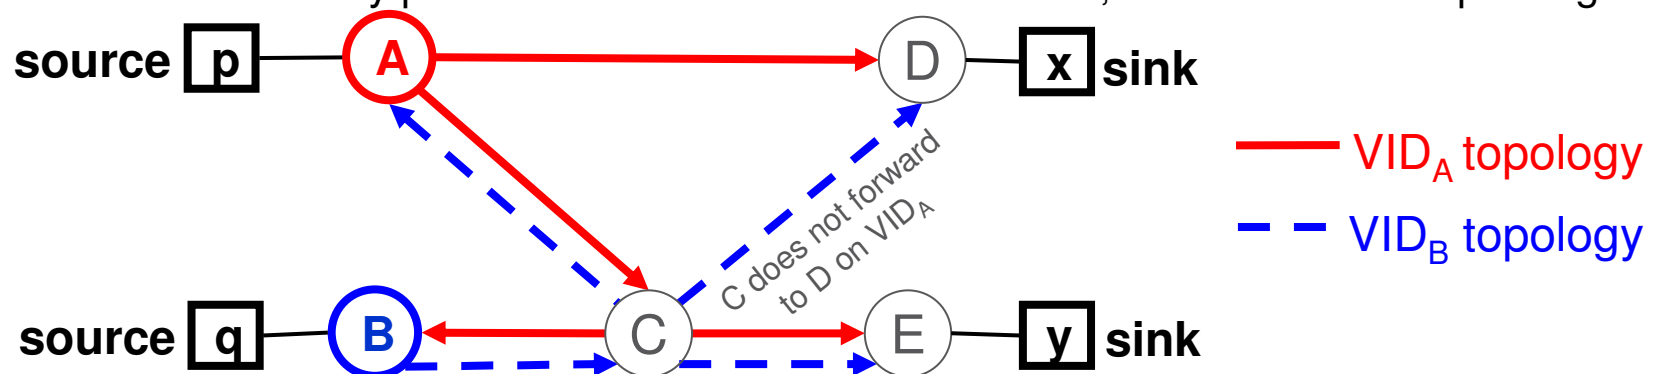 source p A D x sink
VIDA topology
C does not forward
to D on VIDA
VIDB topology
source q B C E y sink